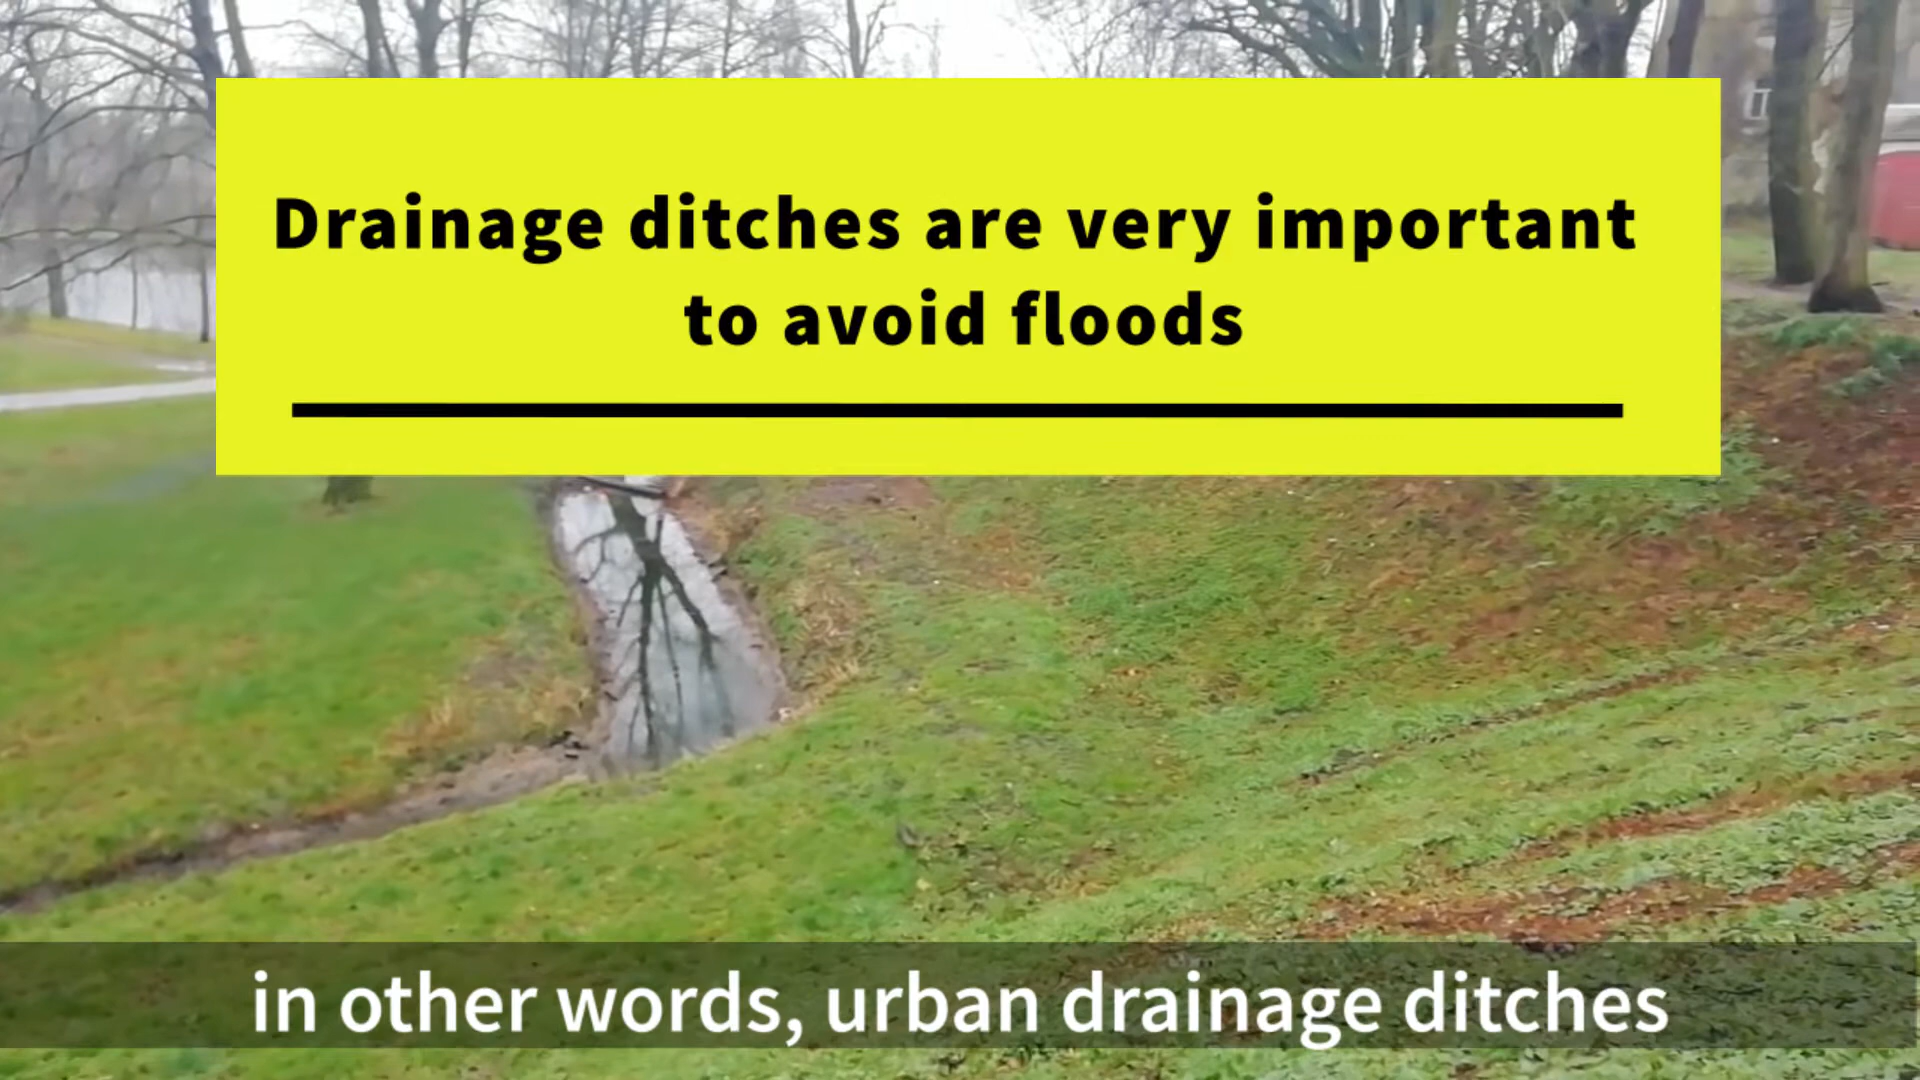 Drainage ditches are very important
to avoid floods
in other words, urban drainage ditches